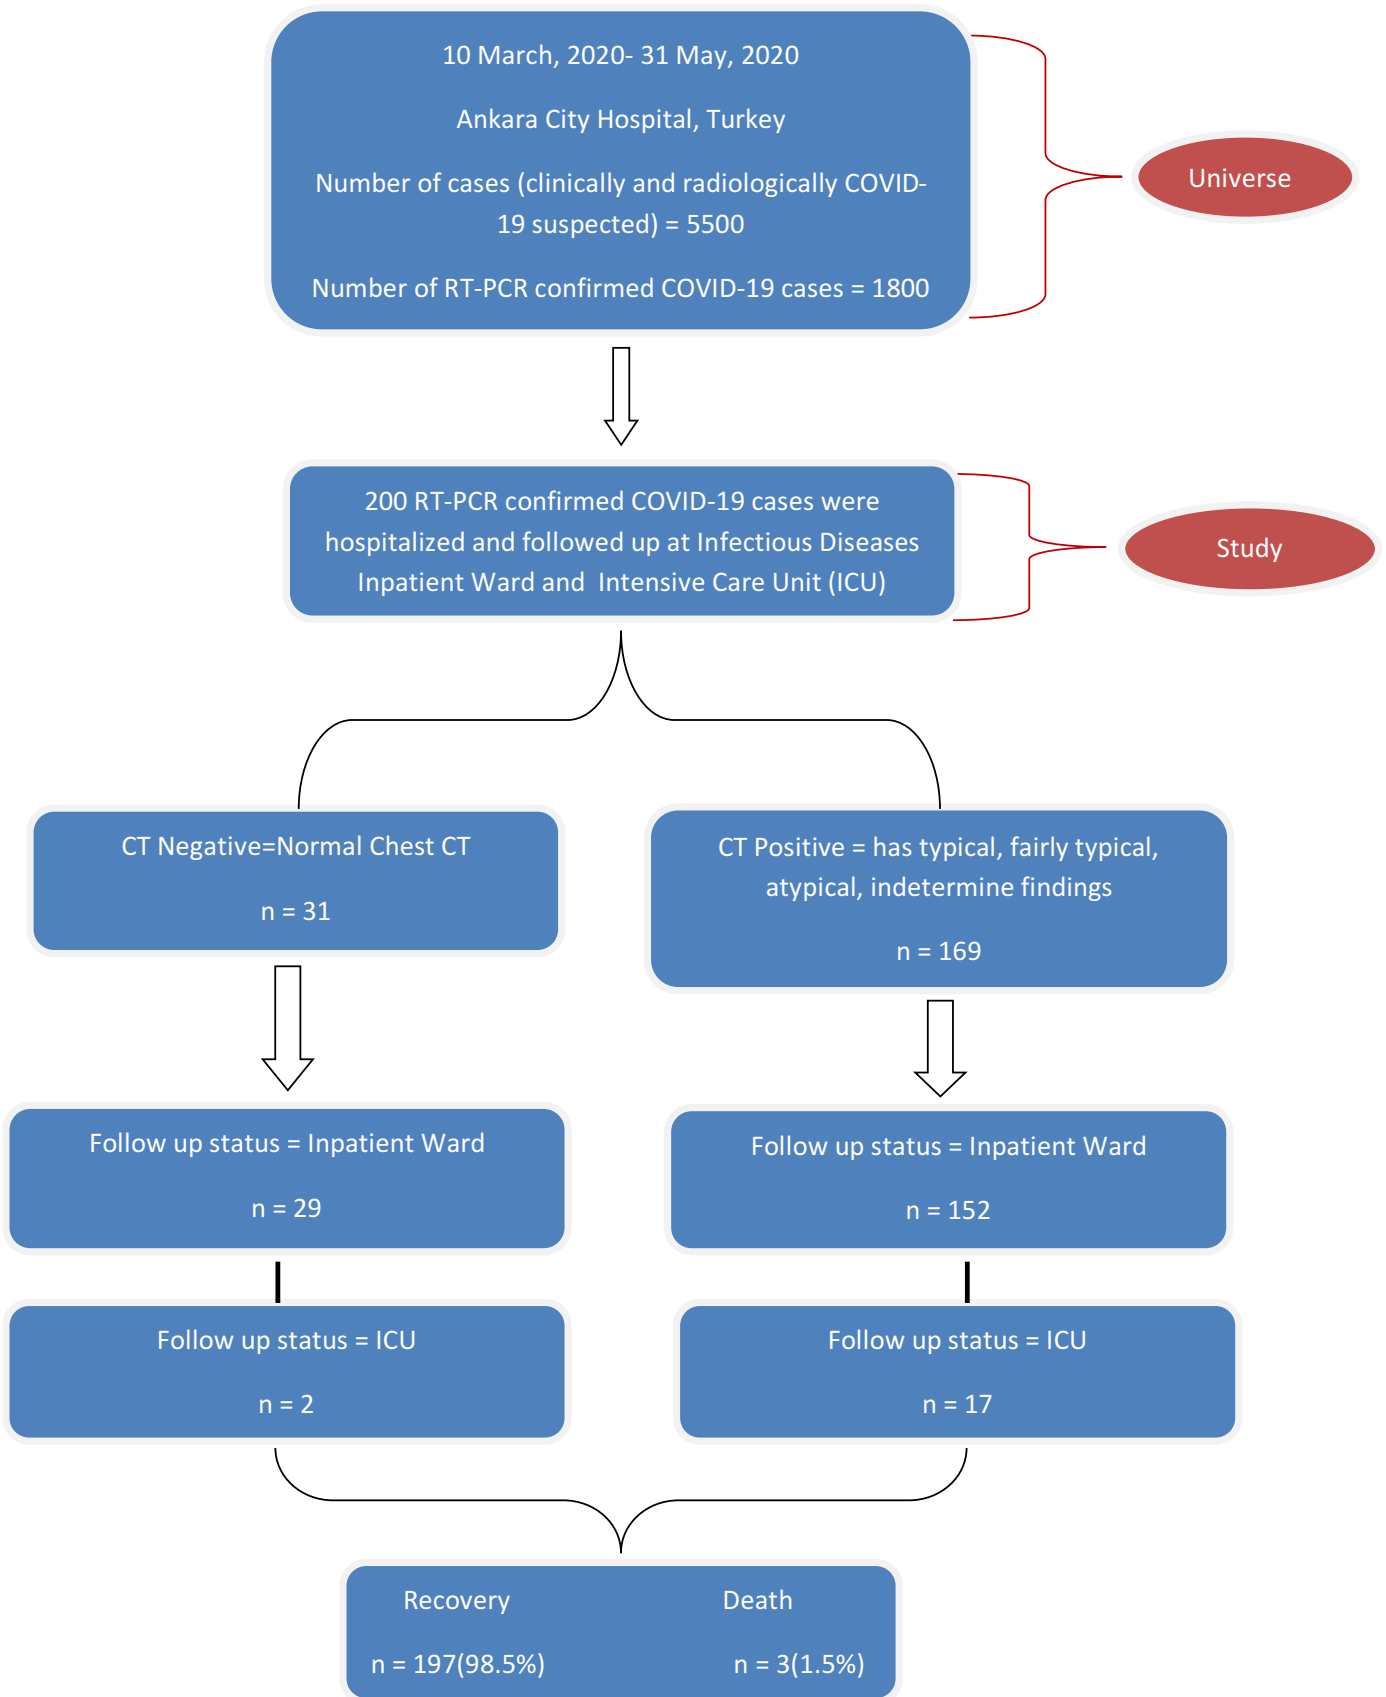 10 March, 2020- 31 May, 2020
Ankara City Hospital, Turkey
Number of cases (clinically and radiologically COVID-
19 suspected) = 5500
Number of RT-PCR confirmed COVID-19 cases = 1800
Universe
200 RT-PCR confirmed COVID-19 cases were
hospitalized and followed up at Infectious Diseases
Inpatient Ward and Intensive Care Unit (ICU)
Study
CT Negative=Normal Chest CT
n = 31
CT Positive = has typical, fairly typical,
atypical, indetermine findings
n = 169
Follow up status = Inpatient Ward
n = 29
Follow up status = Inpatient Ward
n = 152
Follow up status = ICU
n = 2
Follow up status = ICU
n = 17
Recovery Death
n = 197(98.5%) n = 3(1.5%)